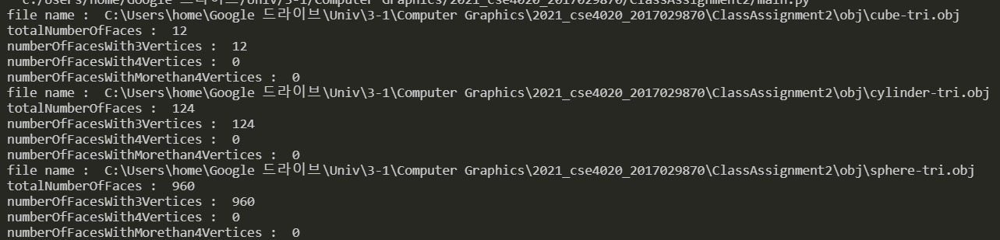 C:/Users/home/Google 드라이브/Univ/3-1/Computer Graphics/2021_cse4020_2017029870/ClassAssignment2/main.py
file name :  C:\Users\home\Google 드라이브\Univ\3-1\Computer Graphics\2021_cse4020_2017029870\ClassAssignment2\obj\cube-tri.obj
totalNumberOfFaces :  12
numberOfFacesWith3Vertices :  12
numberOfFacesWith4Vertices :  0
numberOfFacesWithMorethan4Vertices :  0
file name :  C:\Users\home\Google 드라이브\Univ\3-1\Computer Graphics\2021_cse4020_2017029870\ClassAssignment2\obj\cylinder-tri.obj
totalNumberOfFaces :  124
numberOfFacesWith3Vertices :  124
numberOfFacesWith4Vertices :  0
numberOfFacesWithMorethan4Vertices :  0
file name :  C:\Users\home\Google 드라이브\Univ\3-1\Computer Graphics\2021_cse4020_2017029870\ClassAssignment2\obj\sphere-tri.obj
totalNumberOfFaces :  960
numberOfFacesWith3Vertices :  960
numberOfFacesWith4Vertices :  0
numberOfFacesWithMorethan4Vertices :  0